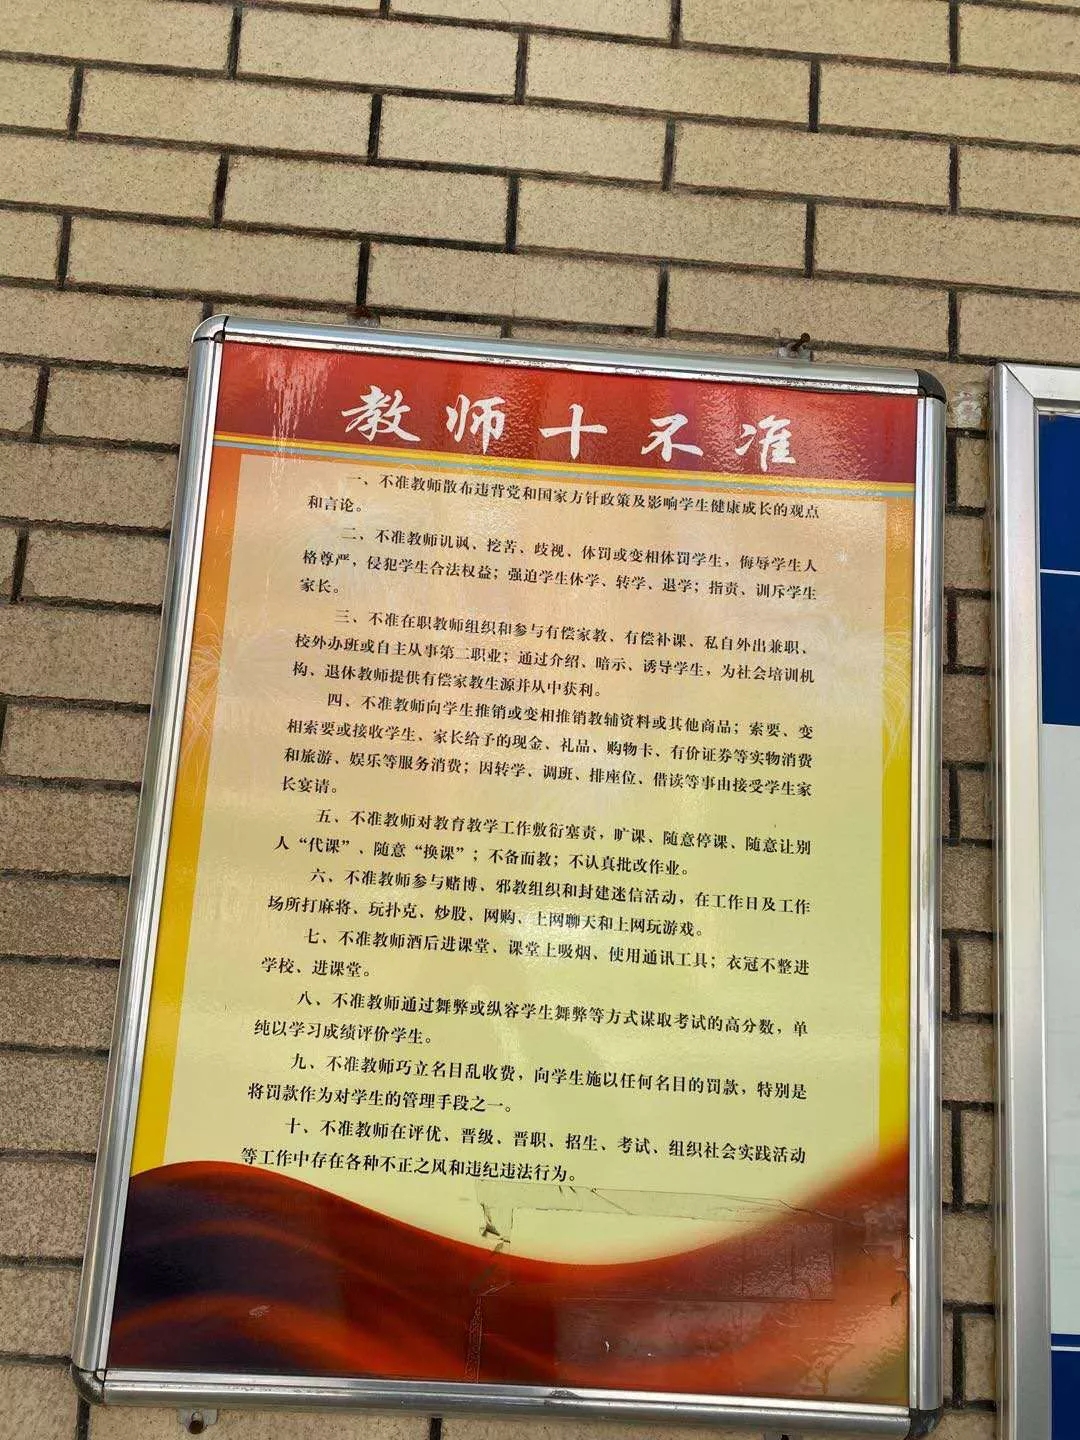 教师十不准
一、不准教师散布违背党和国家方针政策及影响学生健康成长的观点
和言论。
二、不准教师讥讽、挖苦、歧视、体罚或变相体罚学生，侮辱学生人
格尊严，侵犯学生合法权益；强迫学生休学、转学、退学；指责、训斥学生
家长。
三、不准在职教师组织和参与有偿家教、有偿补课、私自外出兼职、
校外办班或自主从事第二职业；通过介绍、暗示、诱导学生，为社会培训机
构、退休教师提供有偿家教生源并从中获利。
四、不准教师向学生推销或变相推销教辅资料或其他商品；索要、变
相索要或接收学生、家长给予的现金、礼品、购物卡、有价证券等实物消费
和旅游、娱乐等服务消费；因转学、调班、排座位、借读等事由接受学生家
长宴请。
五、不准教师对教育教学工作敷衍塞责，旷课、随意停课、随意让别
人“代课”、随意“换课”；不备而教；不认真批改作业。
六、不准教师参与赌博、邪教组织和封建迷信活动，在工作日及工作
场所打麻将、玩扑克、炒股、网购、上网聊天和上网玩游戏。
七、不准教师酒后进课堂、课堂上吸烟、使用通讯工具；衣冠不整进
学校、进课堂。
八、不准教师通过舞弊或纵容学生舞弊等方式谋取考试的高分数，单
纯以学习成绩评价学生。
九、不准教师巧立名目乱收费，向学生施以任何名目的罚款，特别是
将罚款作为对学生的管理手段之一。
十、不准教师在评优、晋级、晋职、招生、考试、组织社会实践活动
等工作中存在各种不正之风和违纪违法行为。